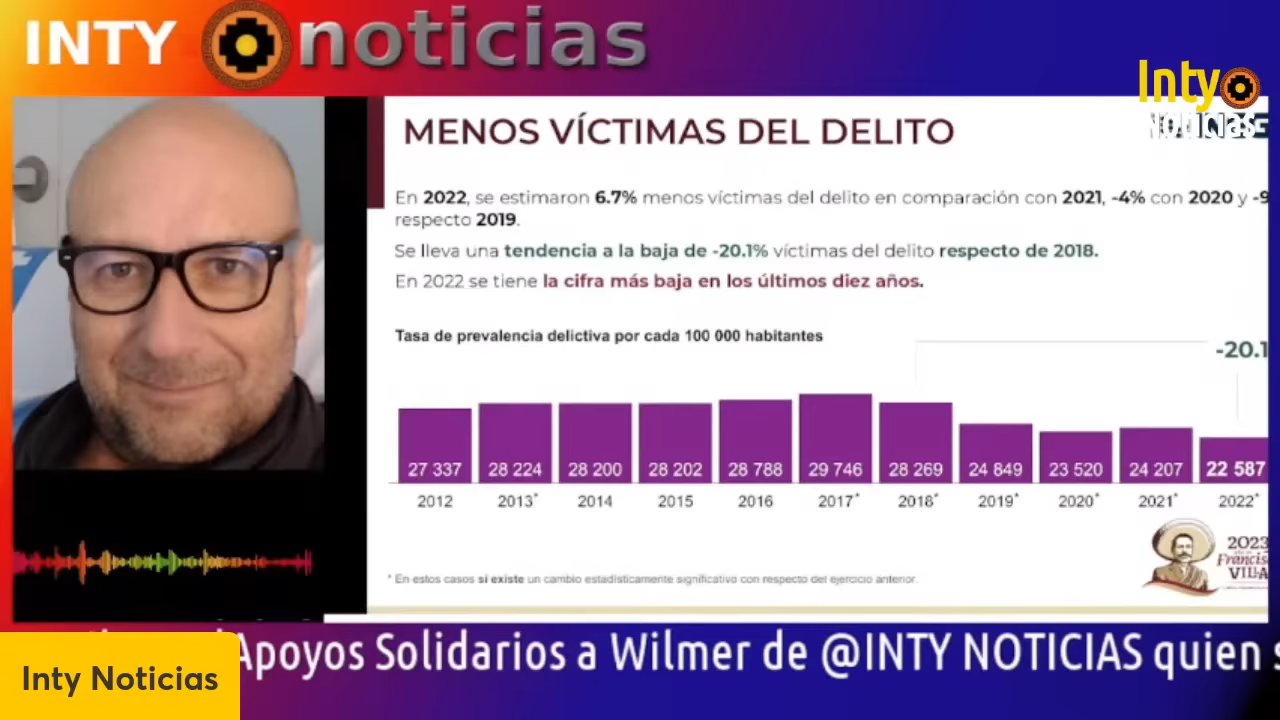 INTY noticias
Inty
Noticias
MENOS VÍCTIMAS DEL DELITO
En 2022, se estimaron 6.7% menos víctimas del delito en comparación con 2021, -4% con 2020 y -9
respecto 2019.
Se lleva una tendencia a la baja de -20.1% víctimas del delito respecto de 2018.
En 2022 se tiene la cifra más baja en los últimos diez años.
Tasa de prevalencia delictiva por cada 100 000 habitantes
-20.1
27 337 28 224 28 200 28 202 28 788 29 746 28 269 24 849 23 520 24 207 22 587
2012 2013* 2014 2015 2016 2017* 2018* 2019* 2020* 2021* 2022*
2023
Francisc
VILLA
* En estos casos sí existe un cambio estadísticamente significativo con respecto del ejercicio anterior.
Apoyos Solidarios a Wilmer de @INTY NOTICIAS quien s
Inty Noticias